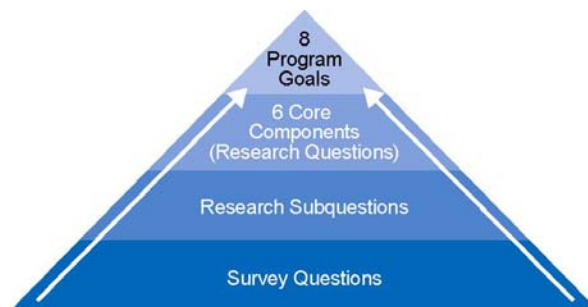 8
Program
Goals
6 Core
Components
(Research Questions)
Research Subquestions
Survey Questions